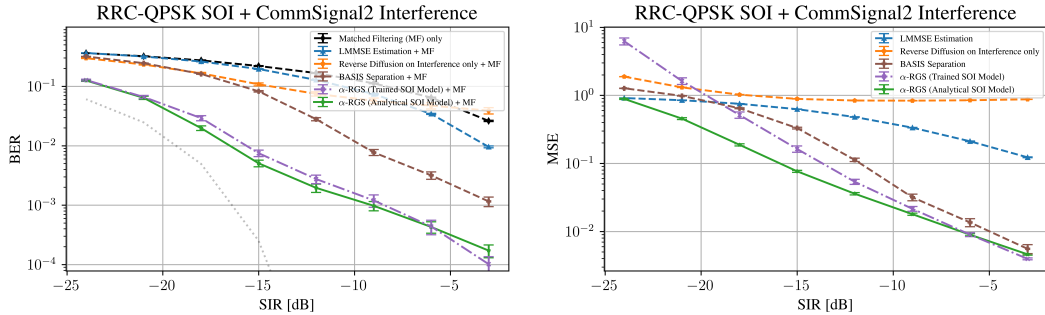 RRC-QPSK SOI + CommSignal2 Interference
Matched Filtering (MF) only
LMMSE Estimation + MF
Reverse Diffusion on Interference only + MF
BASIS Separation + MF
α-RGS (Trained SOI Model) + MF
α-RGS (Analytical SOI Model) + MF
BER
10⁻¹
10⁻²
10⁻³
10⁻⁴
−25 −20 −15 −10 −5
SIR [dB]
RRC-QPSK SOI + CommSignal2 Interference
LMMSE Estimation
Reverse Diffusion on Interference only
BASIS Separation
α-RGS (Trained SOI Model)
α-RGS (Analytical SOI Model)
MSE
10¹
10⁰
10⁻¹
10⁻²
−25 −20 −15 −10 −5
SIR [dB]